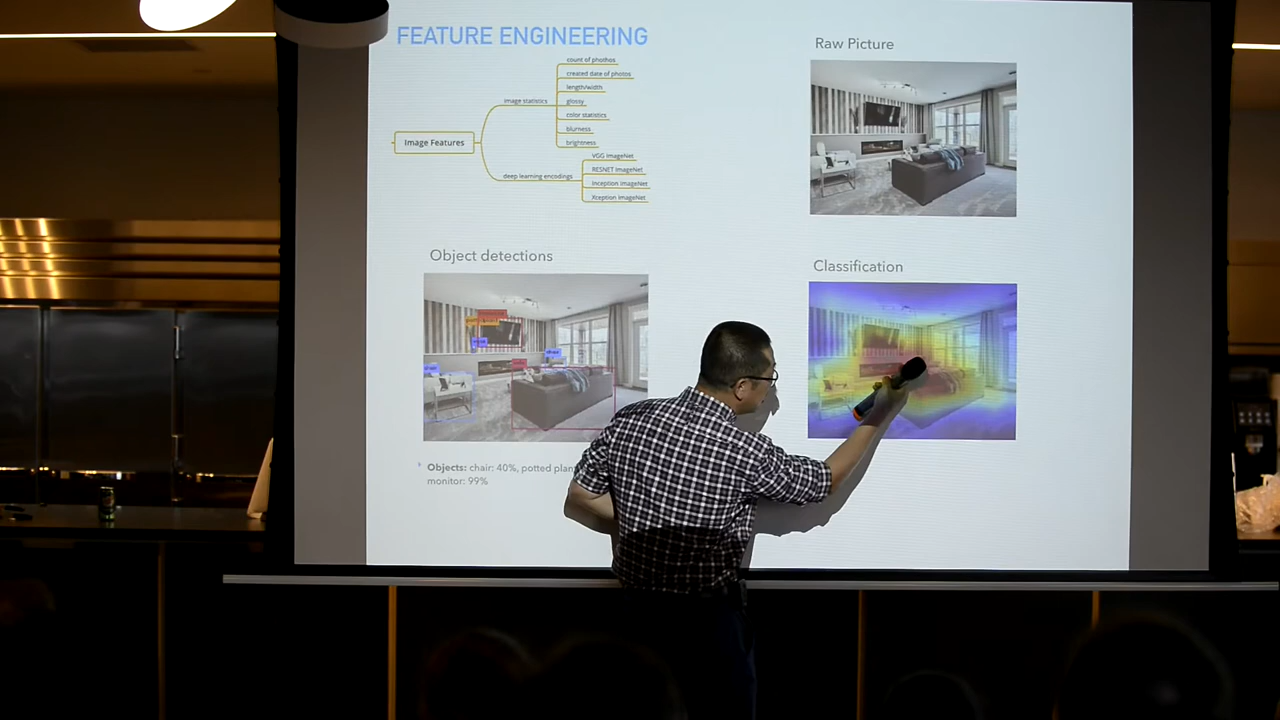 FEATURE ENGINEERING
Image Features
image statistics
count of phothos
created date of photos
length/width
glossy
color statistics
blurness
brightness
deep learning encodings
VGG ImageNet
RESNET ImageNet
Inception ImageNet
Xception ImageNet
Raw Picture
Object detections
Objects: chair: 40%, potted plan
monitor: 99%
Classification